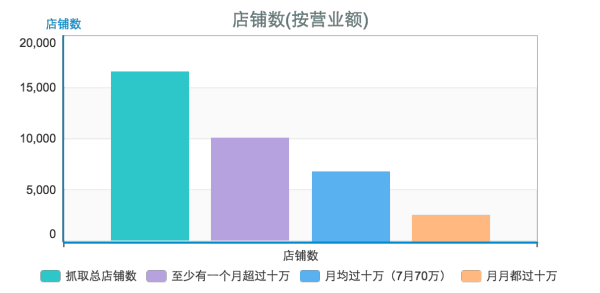 店铺数(按营业额)
店铺数
20,000
15,000
10,000
5,000
0
店铺数
抓取总店铺数 至少有一个月超过十万 月均过十万（7月70万） 月月都过十万